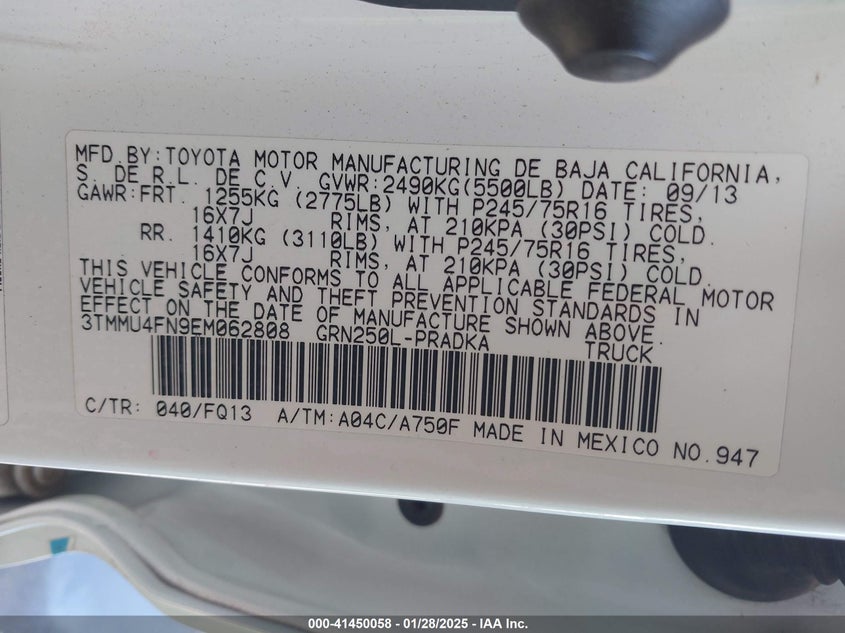 MFD.BY:TOYOTA MOTOR MANUFACTURING DE BAJA CALIFORNIA,
S. DE R.L. DE C.V. GVWR:2490KG(5500LB) DATE: 09/13
GAWR:FRT. 1255KG (2775LB) WITH P245/75R16 TIRES,
16X7J RIMS, AT 210KPA (30PSI) COLD.
RR. 1410KG (3110LB) WITH P245/75R16 TIRES,
16X7J RIMS, AT 210KPA (30PSI) COLD.
THIS VEHICLE CONFORMS TO ALL APPLICABLE FEDERAL MOTOR
VEHICLE SAFETY AND THEFT PREVENTION STANDARDS IN
EFFECT ON THE DATE OF MANUFACTURE SHOWN ABOVE.
3TMMU4FN9EM062808 GRN250L-PRADKA TRUCK
C/TR: 040/FQ13 A/TM:A04C/A750F MADE IN MEXICO NO.947
000-41450058 - 01/28/2025 - IAA Inc.